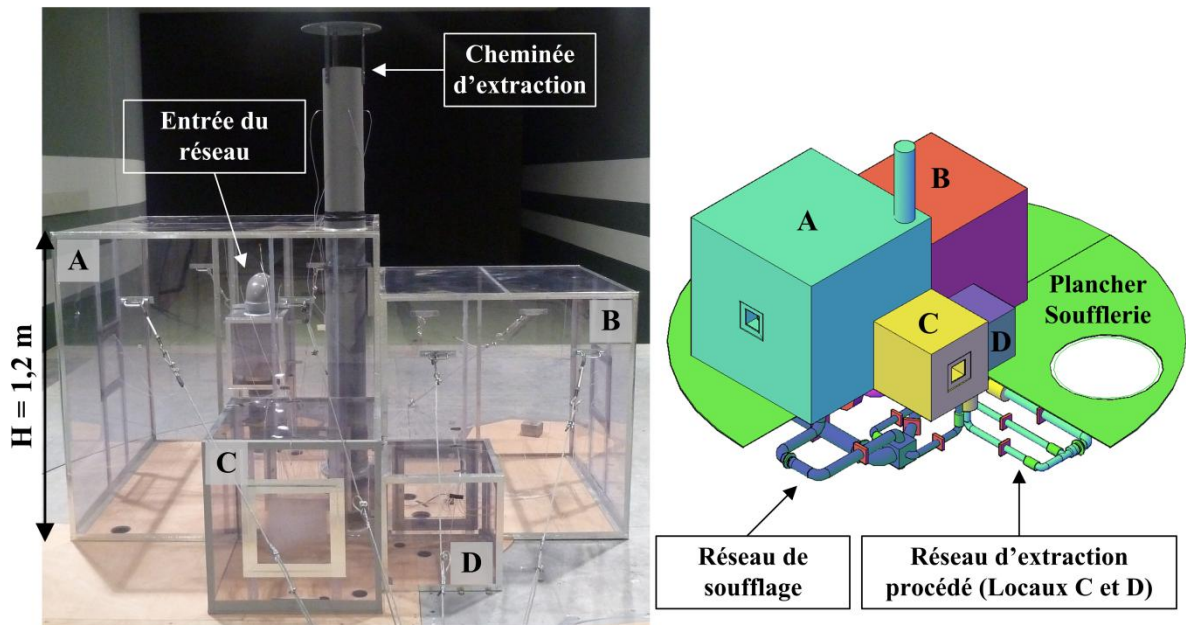 Cheminée
d’extraction
Entrée du
réseau
A
B
H = 1,2 m
C
D
A
B
C
D
Plancher
Soufflerie
Réseau de
soufflage
Réseau d’extraction
procédé (Locaux C et D)